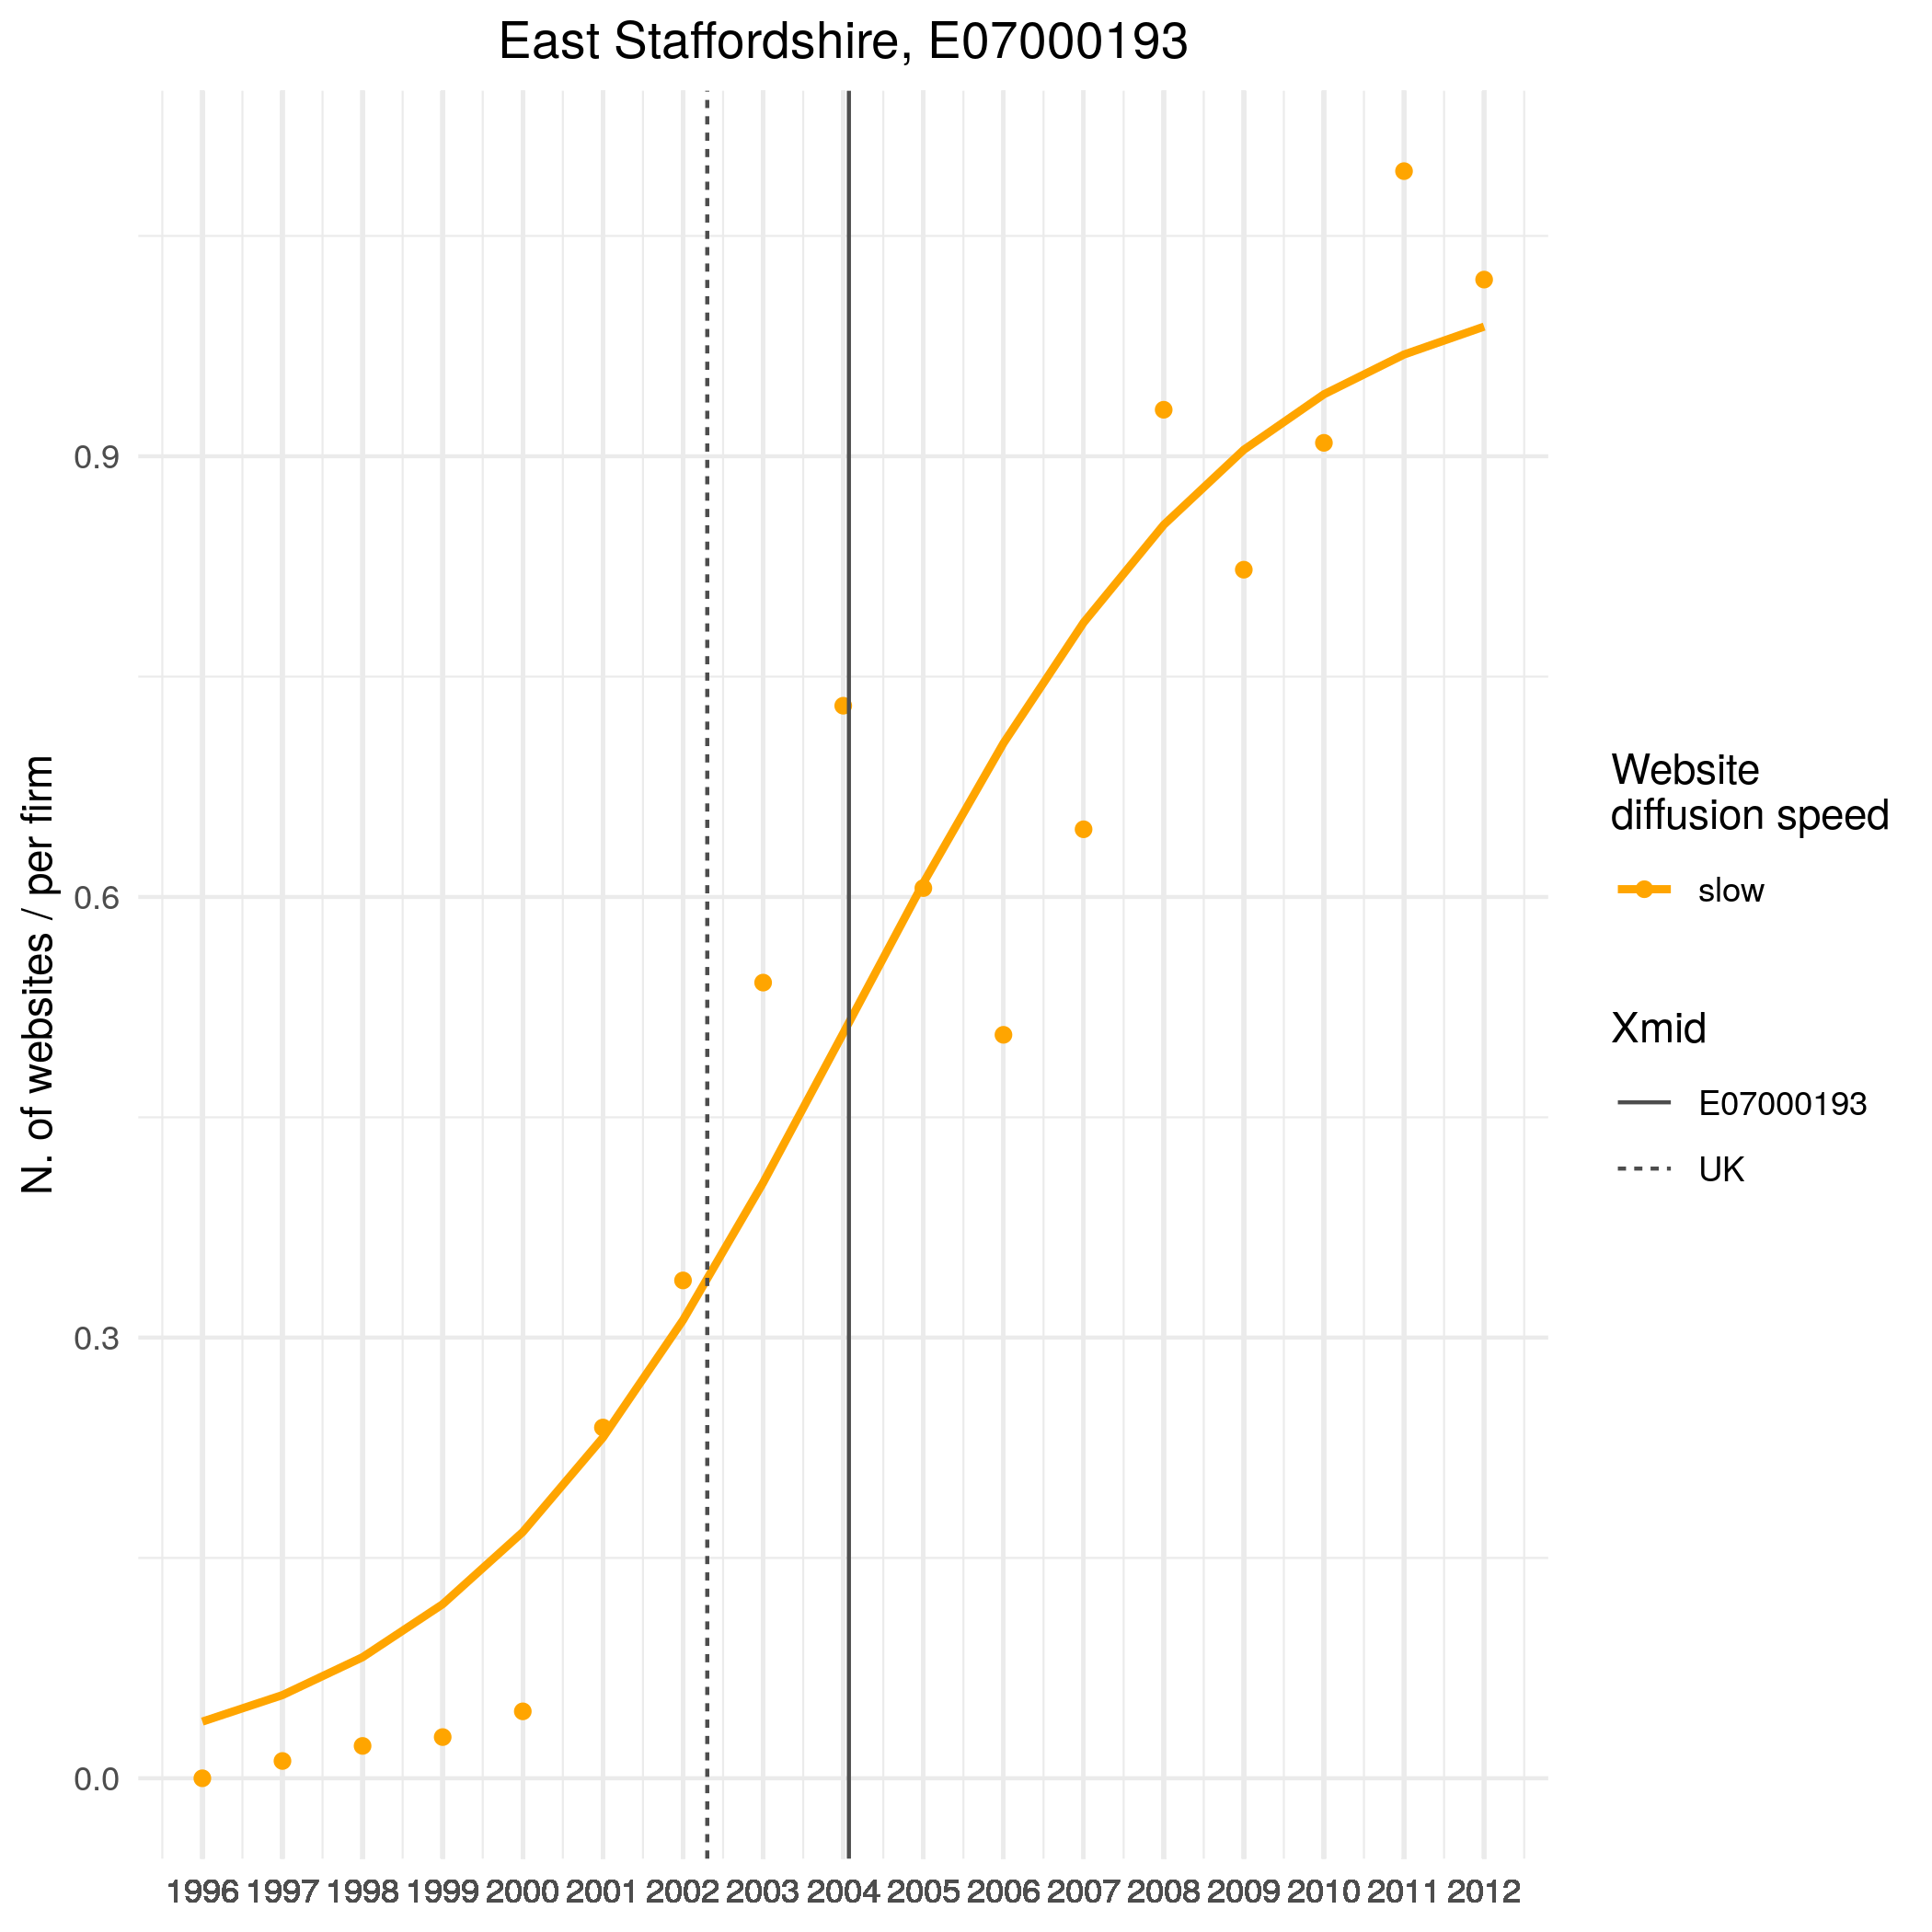 East Staffordshire, E07000193
N. of websites / per firm
0.9
0.6
0.3
0.0
1996 1997 1998 1999 2000 2001 2002 2003 2004 2005 2006 2007 2008 2009 2010 2011 2012
Website
diffusion speed
slow
Xmid
E07000193
UK